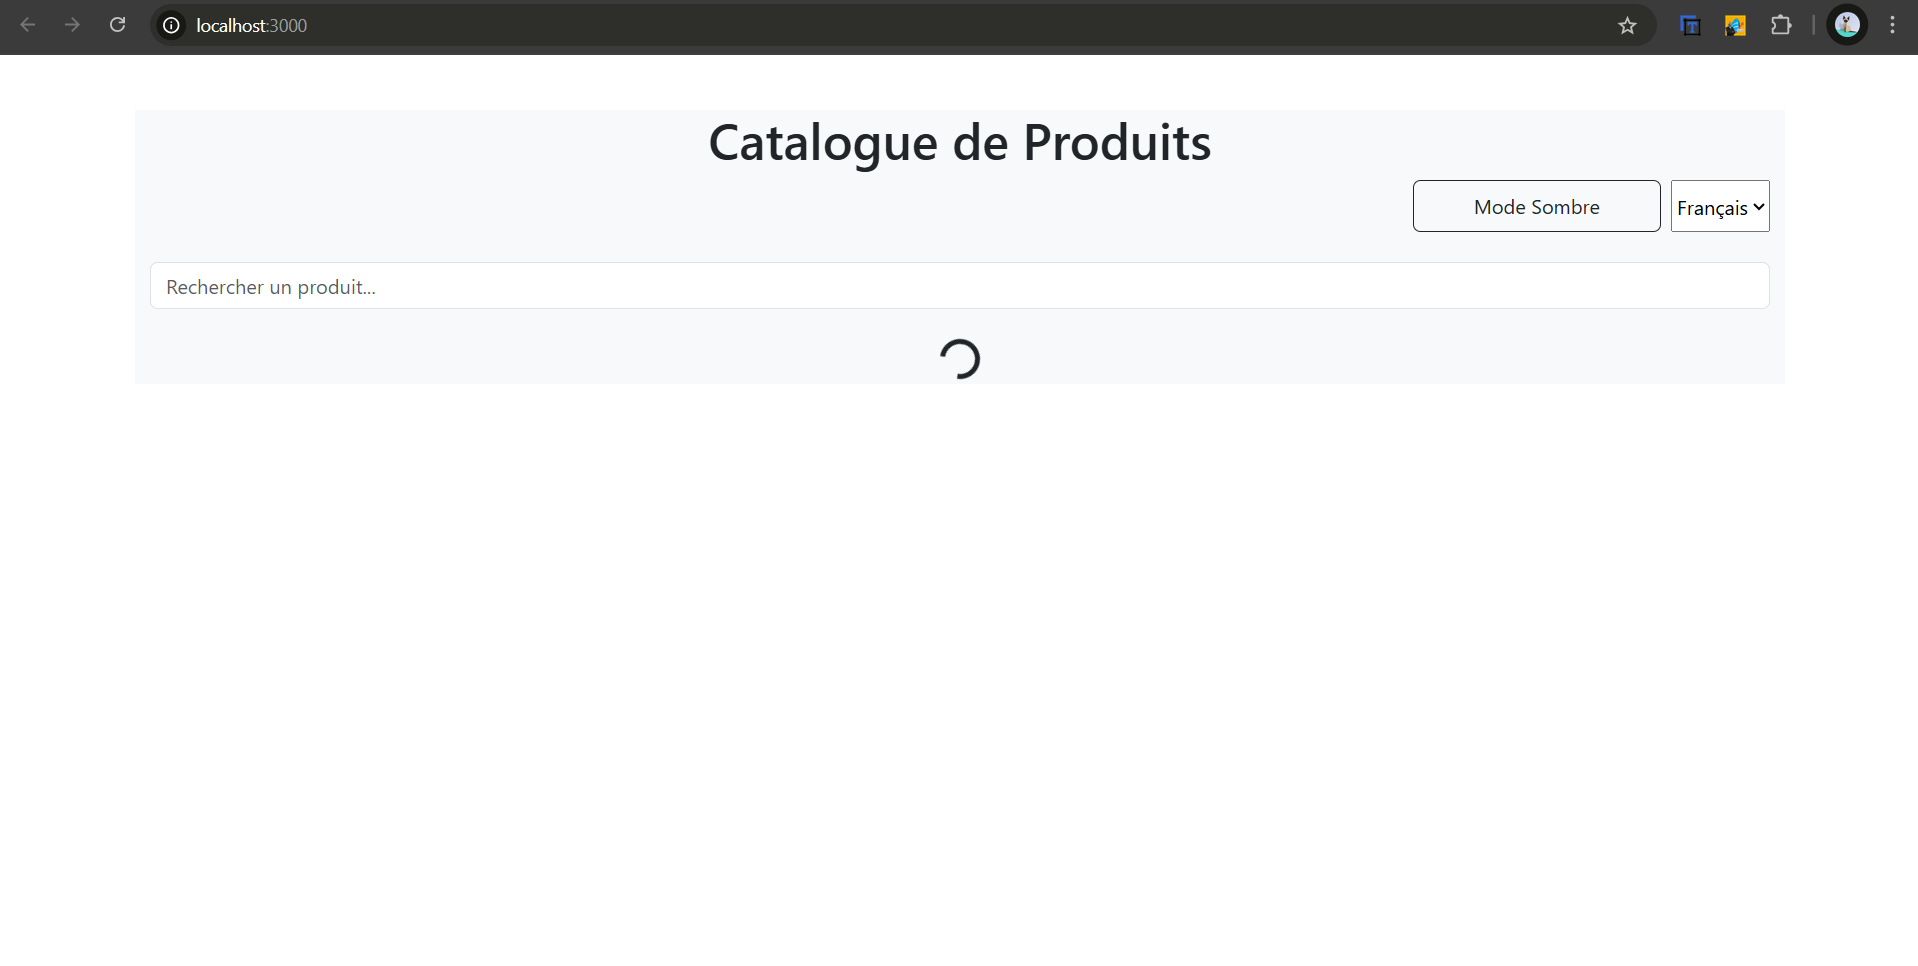 localhost:3000
Catalogue de Produits
Mode Sombre
Français
Rechercher un produit...